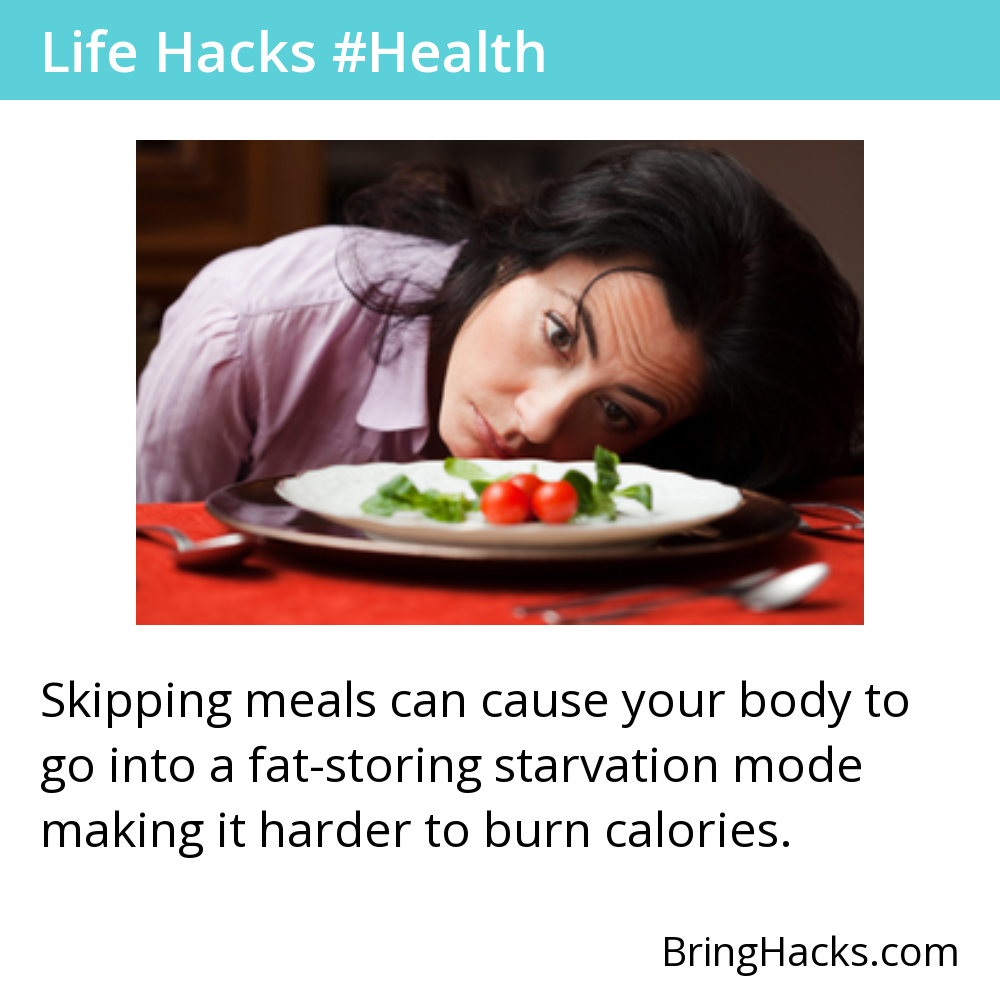 Life Hacks #Health
Skipping meals can cause your body to
go into a fat-storing starvation mode
making it harder to burn calories.
BringHacks.com